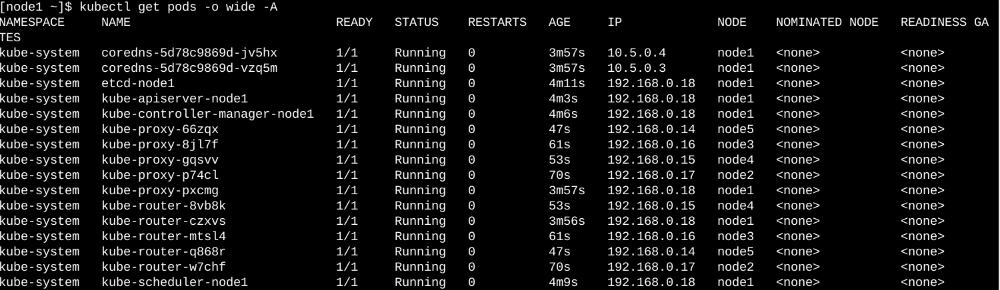 [node1 ~]$ kubectl get pods -o wide -A
NAMESPACE     NAME                            READY   STATUS    RESTARTS   AGE     IP             NODE    NOMINATED NODE   READINESS GA
TES
kube-system   coredns-5d78c9869d-jv5hx        1/1     Running   0          3m57s   10.5.0.4       node1   <none>           <none>
kube-system   coredns-5d78c9869d-vzq5m        1/1     Running   0          3m57s   10.5.0.3       node1   <none>           <none>
kube-system   etcd-node1                      1/1     Running   0          4m11s   192.168.0.18   node1   <none>           <none>
kube-system   kube-apiserver-node1            1/1     Running   0          4m3s    192.168.0.18   node1   <none>           <none>
kube-system   kube-controller-manager-node1   1/1     Running   0          4m6s    192.168.0.18   node1   <none>           <none>
kube-system   kube-proxy-66zqx                1/1     Running   0          47s     192.168.0.14   node5   <none>           <none>
kube-system   kube-proxy-8jl7f                1/1     Running   0          61s     192.168.0.16   node3   <none>           <none>
kube-system   kube-proxy-gqsvv                1/1     Running   0          53s     192.168.0.15   node4   <none>           <none>
kube-system   kube-proxy-p74cl                1/1     Running   0          70s     192.168.0.17   node2   <none>           <none>
kube-system   kube-proxy-pxcmg                1/1     Running   0          3m57s   192.168.0.18   node1   <none>           <none>
kube-system   kube-router-8vb8k               1/1     Running   0          53s     192.168.0.15   node4   <none>           <none>
kube-system   kube-router-czxvs               1/1     Running   0          3m56s   192.168.0.18   node1   <none>           <none>
kube-system   kube-router-mtsl4               1/1     Running   0          61s     192.168.0.16   node3   <none>           <none>
kube-system   kube-router-q868r               1/1     Running   0          47s     192.168.0.14   node5   <none>           <none>
kube-system   kube-router-w7chf               1/1     Running   0          70s     192.168.0.17   node2   <none>           <none>
kube-system   kube-scheduler-node1            1/1     Running   0          4m9s    192.168.0.18   node1   <none>           <none>